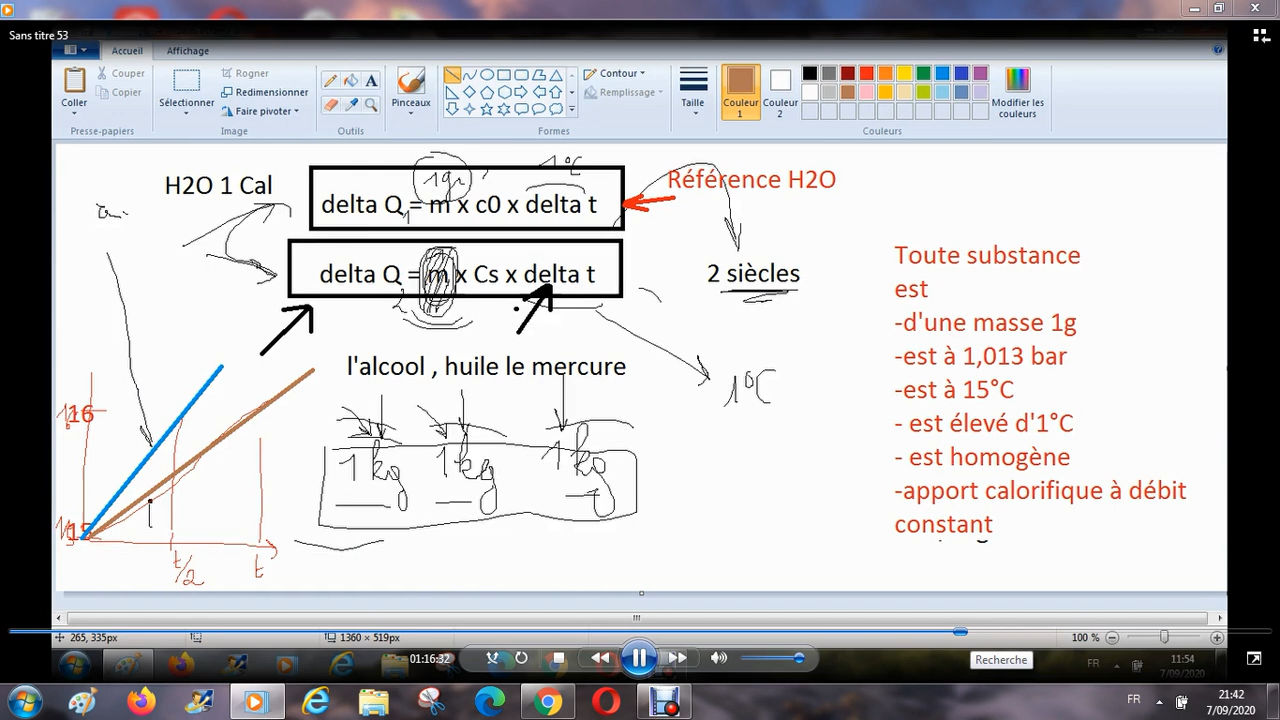 Sans titre 53
Accueil
Affichage
Coller
Couper
Copier
Presse-papiers
Sélectionner
Rogner
Redimensionner
Faire pivoter
Image
Outils
Pinceaux
Contour
Remplissage
Formes
Taille
Couleur 1
Couleur 2
Modifier les couleurs
Couleurs
H2O 1 Cal
1gr
1°C
delta Q1 = m x c0 x delta t
Référence H2O
delta Q2 = m x Cs x delta t
2 siècles
l'alcool , huile le mercure
1°C
1 kg 1 kg 1 kg
Toute substance
est
-d'une masse 1g
-est à 1,013 bar
-est à 15°C
- est élevé d'1°C
- est homogène
-apport calorifique à débit
constant
16
15
t/2
t
265, 335px
1360 × 519px
100 %
01:16:32
Recherche
FR
11:54
7/09/2020
FR
21:42
7/09/2020